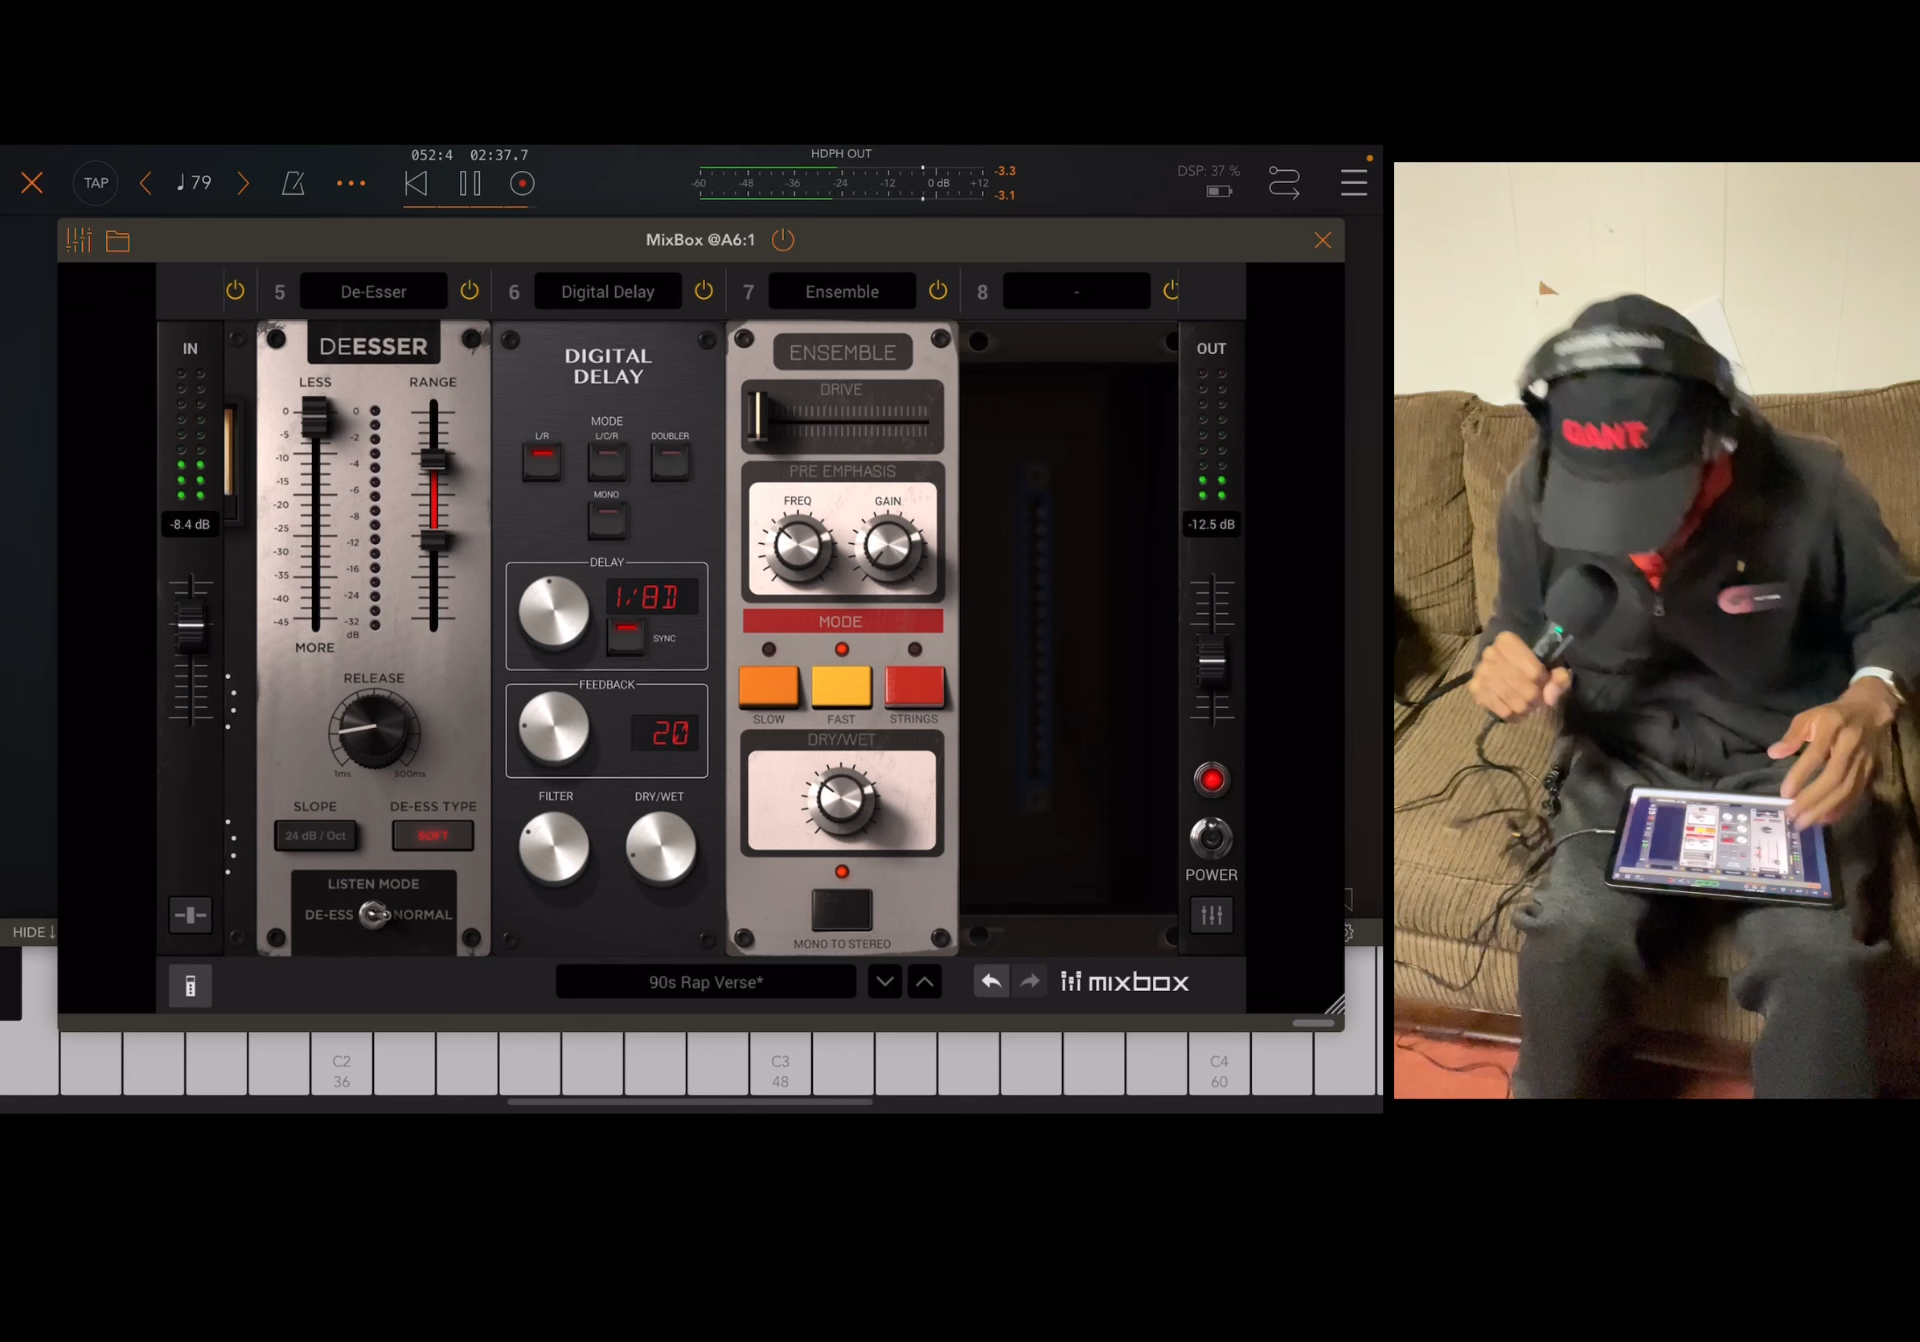 052:4 02:37.7
HDPH OUT
TAP
79
-60 -48 -36 -24 -12 0 dB +12
-3.3
-3.1
DSP: 37 %
MixBox @A6:1
5 De-Esser
6 Digital Delay
7 Ensemble
8 -
IN
-8.4 dB
DEESSER
LESS
RANGE
0
-5
-10
-15
-20
-25
-30
-35
-40
-45
0
-2
-4
-6
-8
-12
-16
-24
-32
dB
MORE
RELEASE
1ms 500ms
SLOPE
24 dB / Oct
DE-ESS TYPE
SOFT
LISTEN MODE
DE-ESS NORMAL
DIGITAL
DELAY
MODE
L/R L/C/R DOUBLER
MONO
DELAY
1/8D
SYNC
FEEDBACK
20
FILTER DRY/WET
ENSEMBLE
DRIVE
PRE EMPHASIS
FREQ GAIN
MODE
SLOW FAST STRINGS
DRY/WET
MONO TO STEREO
OUT
-12.5 dB
POWER
90s Rap Verse*
mixbox
HIDE
C2
36
C3
48
C4
60